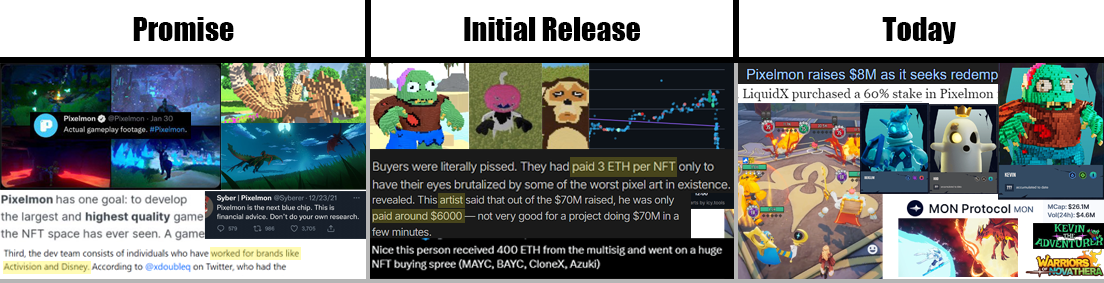 Promise
Pixelmon @Pixelmon · Jan 30
Actual gameplay footage. #Pixelmon.
Pixelmon has one goal: to develop
the largest and highest quality game
the NFT space has ever seen. A game
Syber | Pixelmon @Syberer · 12/23/21
Pixelmon is the next blue chip. This is
financial advice. Don't do your own research.
979
986
3,705
Third, the dev team consists of individuals who have worked for brands like
Activision and Disney. According to @xdoubleq on Twitter, who had the
Initial Release
Buyers were literally pissed. They had paid 3 ETH per NFT only to
have their eyes brutalized by some of the worst pixel art in existence.
revealed. This artist said that out of the $70M raised, he was only
paid around $6000 — not very good for a project doing $70M in a
few minutes.
Nice this person received 400 ETH from the multisig and went on a huge
NFT buying spree (MAYC, BAYC, CloneX, Azuki)
Today
Pixelmon raises $8M as it seeks redemp
LiquidX purchased a 60% stake in Pixelmon
KEVIN
MON Protocol MON
MCap: $26.1M
Vol(24h): $4.6M
KEVIN
THE
ADVENTURER
WARRIORS
OF NOVATHERA